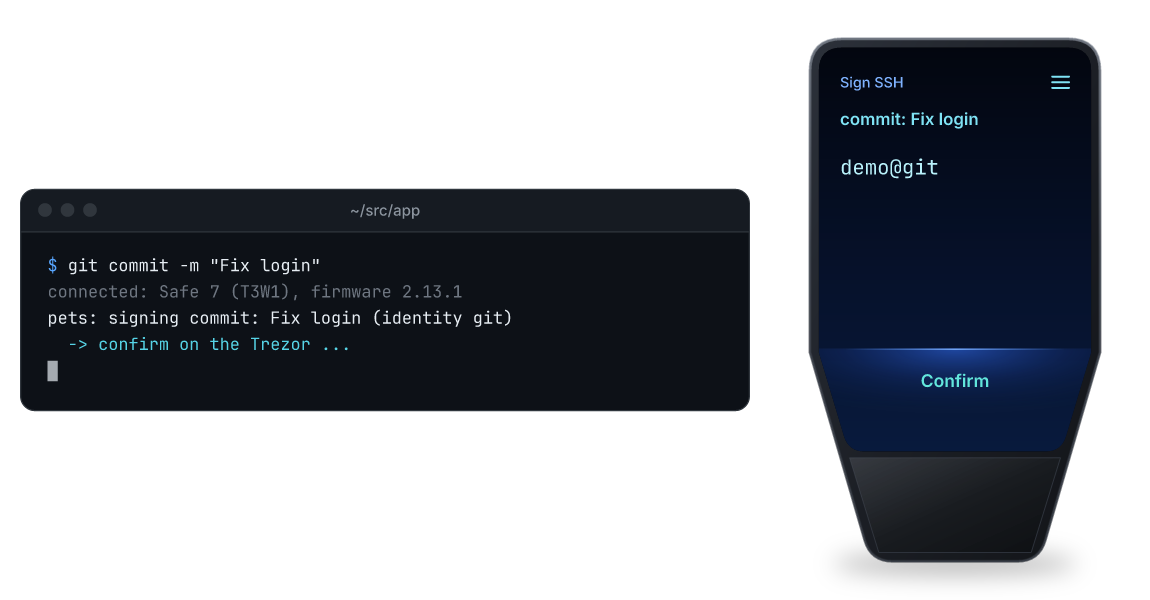 ~/src/app
$ git commit -m "Fix login"
connected: Safe 7 (T3W1), firmware 2.13.1
pets: signing commit: Fix login (identity git)
-> confirm on the Trezor ...
Sign SSH
commit: Fix login
demo@git
Confirm